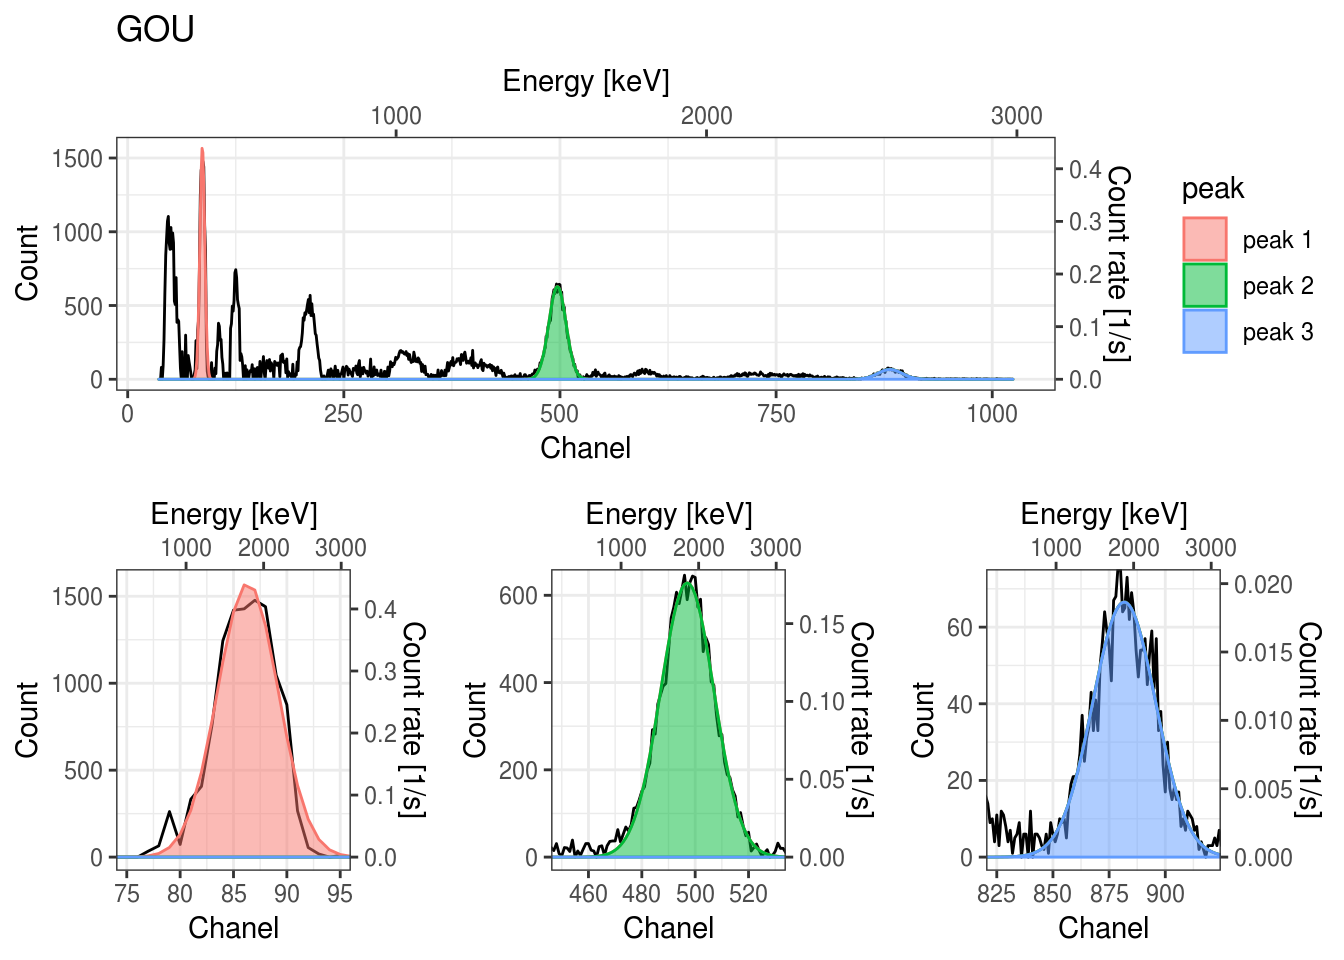 GOU
Energy [keV]
1000 2000 3000
1500
1000
500
0
Count
0.4
0.3
0.2
0.1
0.0
Count rate [1/s]
0 250 500 750 1000
Chanel
peak
peak 1
peak 2
peak 3
Energy [keV]
1000 2000 3000
1500
1000
500
0
Count
0.4
0.3
0.2
0.1
0.0
Count rate [1/s]
75 80 85 90 95
Chanel
Energy [keV]
1000 2000 3000
600
400
200
0
Count
0.15
0.10
0.05
0.00
Count rate [1/s]
460 480 500 520
Chanel
Energy [keV]
1000 2000 3000
60
40
20
0
Count
0.020
0.015
0.010
0.005
0.000
Count rate [1/s]
825 850 875 900
Chanel